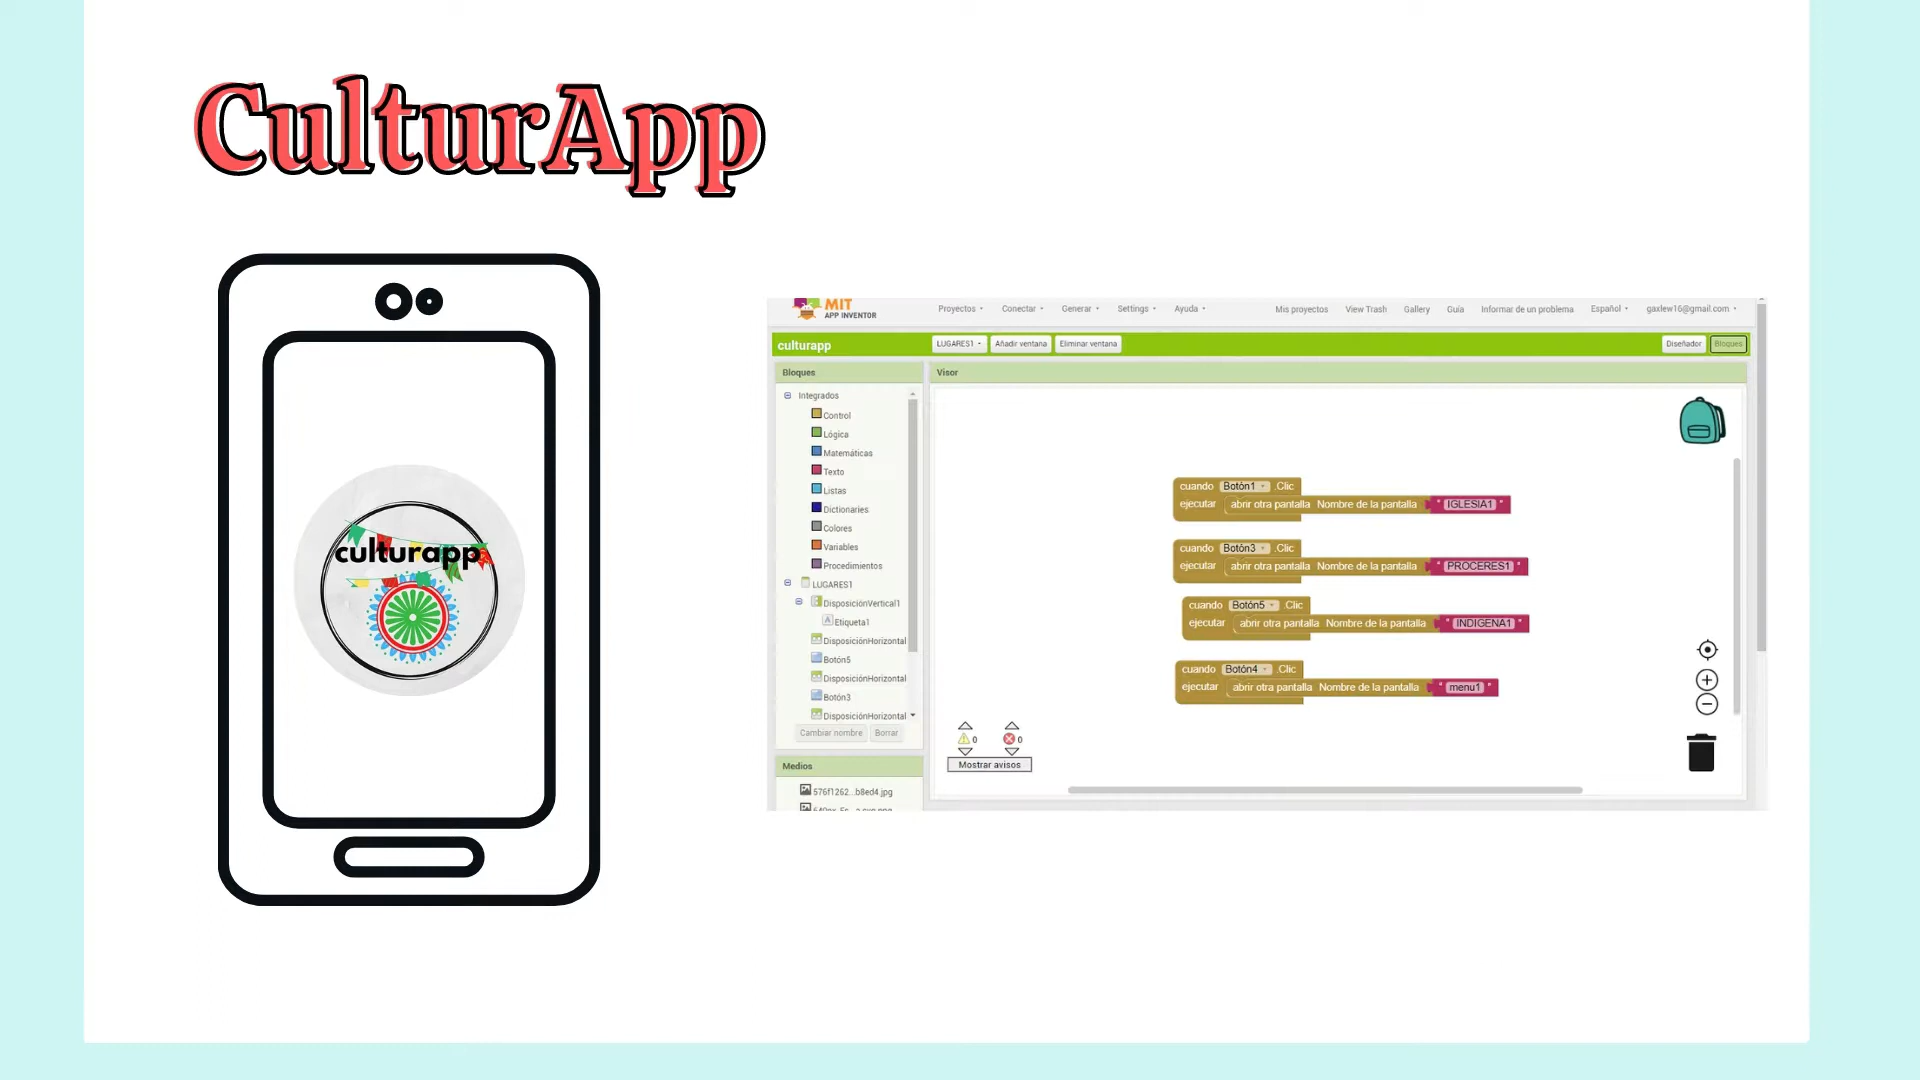 CulturApp
culturapp
MIT
APP INVENTOR
Proyectos
Conectar
Generar
Settings
Ayuda
Mis proyectos
View Trash
Gallery
Guía
Informar de un problema
Español
gaxlew16@gmail.com
culturapp
LUGARES1
Añadir ventana
Eliminar ventana
Diseñador
Bloques
Bloques
Visor
Integrados
Control
Lógica
Matemáticas
Texto
Listas
Dictionaries
Colores
Variables
Procedimientos
LUGARES1
DisposiciónVertical1
Etiqueta1
DisposiciónHorizontal
Botón5
DisposiciónHorizontal
Botón3
DisposiciónHorizontal
Cambiar nombre
Borrar
Medios
576f1262...b8ed4.jpg
cuando Botón1 .Clic
ejecutar abrir otra pantalla Nombre de la pantalla " IGLESIA1 "
cuando Botón3 .Clic
ejecutar abrir otra pantalla Nombre de la pantalla " PROCERES1 "
cuando Botón5 .Clic
ejecutar abrir otra pantalla Nombre de la pantalla " INDIGENA1 "
cuando Botón4 .Clic
ejecutar abrir otra pantalla Nombre de la pantalla " menu1 "
0
0
Mostrar avisos